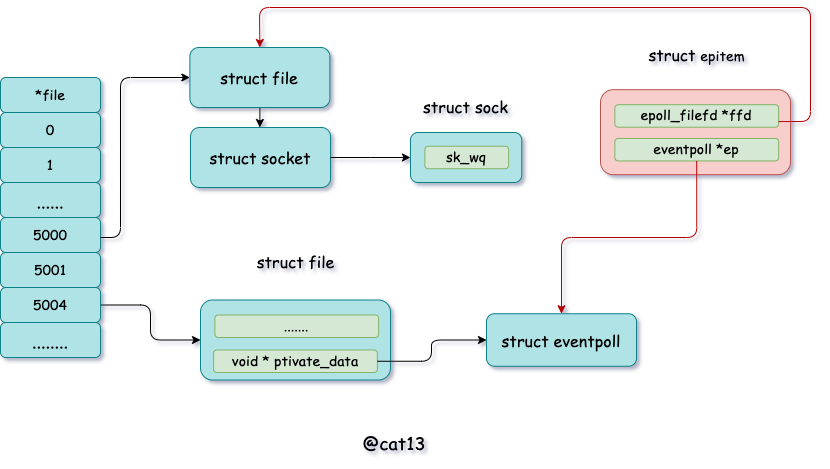 *file
0
1
......
5000
5001
5004
........
struct file
struct socket
struct sock
sk_wq
struct epitem
epoll_filefd *ffd
eventpoll *ep
struct file
.......
void * ptivate_data
struct eventpoll
@cat13